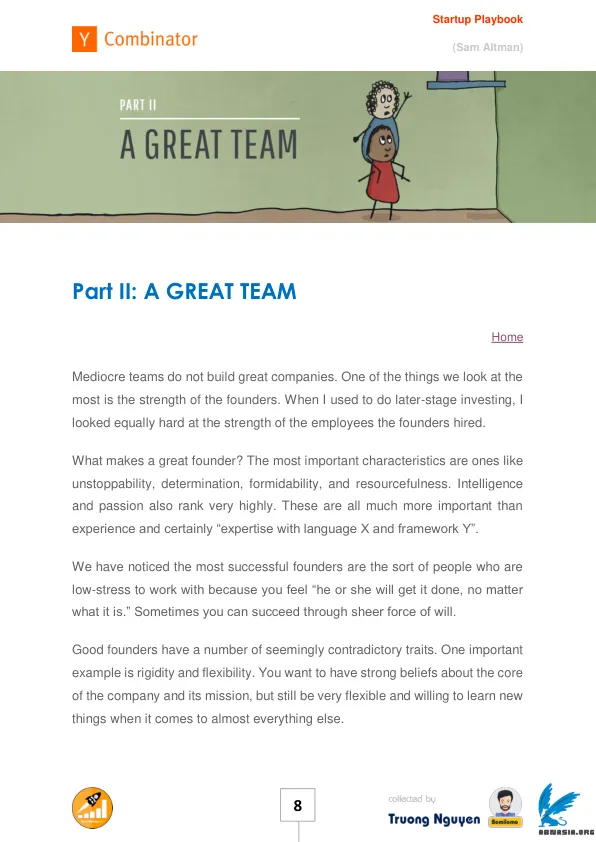 Startup Playbook
Y Combinator
(Sam Altman)
PART II
A GREAT TEAM
Part II: A GREAT TEAM
Home
Mediocre teams do not build great companies. One of the things we look at the
most is the strength of the founders. When I used to do later-stage investing, I
looked equally hard at the strength of the employees the founders hired.
What makes a great founder? The most important characteristics are ones like
unstoppability, determination, formidability, and resourcefulness. Intelligence
and passion also rank very highly. These are all much more important than
experience and certainly “expertise with language X and framework Y”.
We have noticed the most successful founders are the sort of people who are
low-stress to work with because you feel “he or she will get it done, no matter
what it is.” Sometimes you can succeed through sheer force of will.
Good founders have a number of seemingly contradictory traits. One important
example is rigidity and flexibility. You want to have strong beliefs about the core
of the company and its mission, but still be very flexible and willing to learn new
things when it comes to almost everything else.
8
collected by
Truong Nguyen
Somilama
ABNASIA.ORG